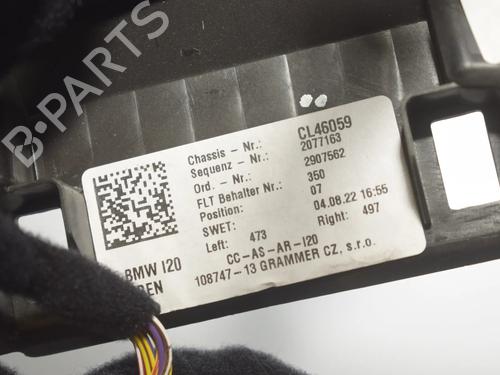 Chassis - Nr.: CL46059
Sequenz - Nr.: 2077163
Ord. - Nr.: 2907562
FLT Behalter Nr.: 350
Position: 07
SWET: 04.08.22 16:55
Left: 473 Right: 497
BMW I20 CC-AS-AR-I20
108747-13 GRAMMER CZ, s.r.o.
B-PARTS